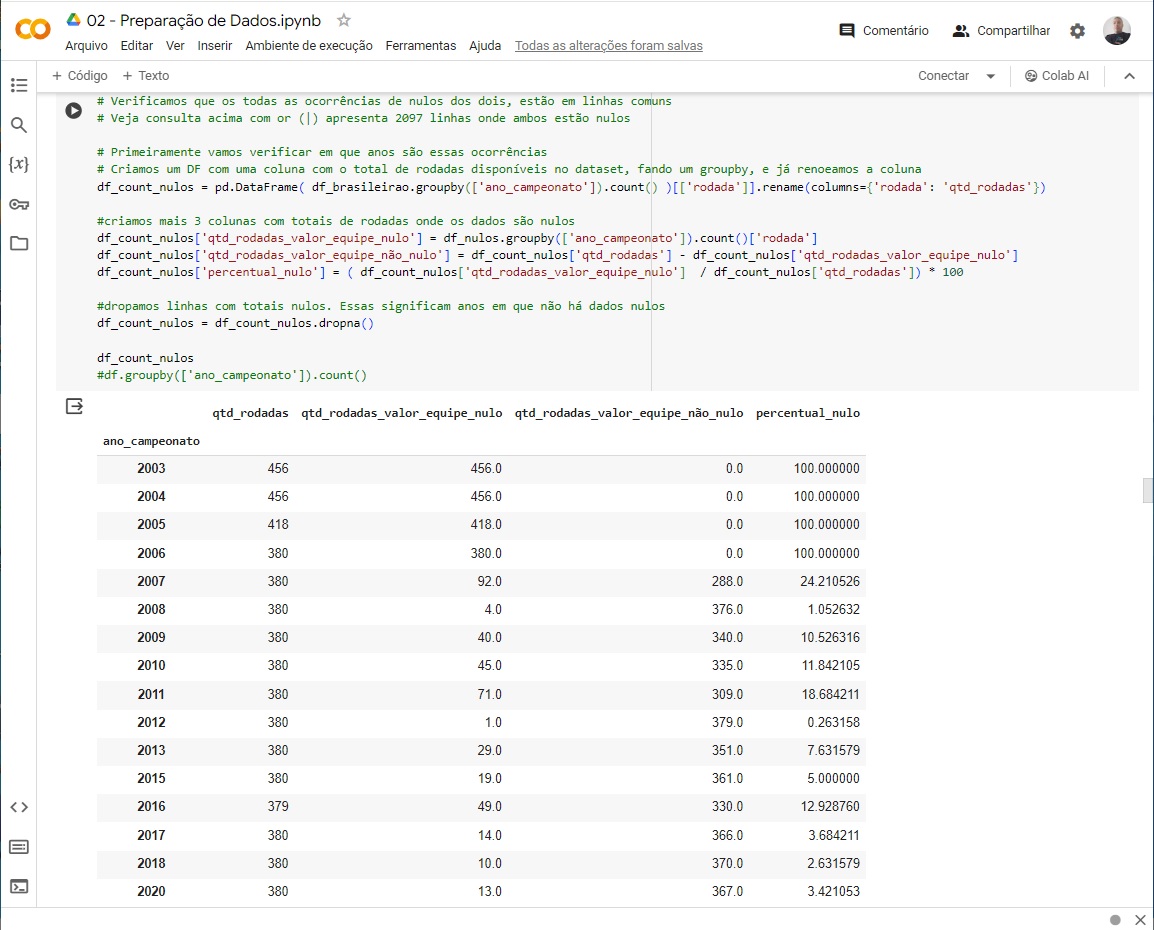 CO 02 - Preparação de Dados.ipynb
Arquivo Editar Ver Inserir Ambiente de execução Ferramentas Ajuda Todas as alterações foram salvas
Comentário Compartilhar
+ Código + Texto Conectar Colab AI
# Verificamos que os todas as ocorrências de nulos dos dois, estão em linhas comuns
# Veja consulta acima com or (|) apresenta 2097 linhas onde ambos estão nulos
# Primeiramente vamos verificar em que anos são essas ocorrências
# Criamos um DF com uma coluna com o total de rodadas disponíveis no dataset, fando um groupby, e já renoeamos a coluna
df_count_nulos = pd.DataFrame( df_brasileirao.groupby(['ano_campeonato']).count() )[['rodada']].rename(columns={'rodada': 'qtd_rodadas'})
#criamos mais 3 colunas com totais de rodadas onde os dados são nulos
df_count_nulos['qtd_rodadas_valor_equipe_nulo'] = df_nulos.groupby(['ano_campeonato']).count()['rodada']
df_count_nulos['qtd_rodadas_valor_equipe_não_nulo'] = df_count_nulos['qtd_rodadas'] - df_count_nulos['qtd_rodadas_valor_equipe_nulo']
df_count_nulos['percentual_nulo'] = ( df_count_nulos['qtd_rodadas_valor_equipe_nulo']  / df_count_nulos['qtd_rodadas']) * 100
#dropamos linhas com totais nulos. Essas significam anos em que não há dados nulos
df_count_nulos = df_count_nulos.dropna()
df_count_nulos
#df.groupby(['ano_campeonato']).count()
qtd_rodadas qtd_rodadas_valor_equipe_nulo qtd_rodadas_valor_equipe_não_nulo percentual_nulo
ano_campeonato
2003 456 456.0 0.0 100.000000
2004 456 456.0 0.0 100.000000
2005 418 418.0 0.0 100.000000
2006 380 380.0 0.0 100.000000
2007 380 92.0 288.0 24.210526
2008 380 4.0 376.0 1.052632
2009 380 40.0 340.0 10.526316
2010 380 45.0 335.0 11.842105
2011 380 71.0 309.0 18.684211
2012 380 1.0 379.0 0.263158
2013 380 29.0 351.0 7.631579
2015 380 19.0 361.0 5.000000
2016 379 49.0 330.0 12.928760
2017 380 14.0 366.0 3.684211
2018 380 10.0 370.0 2.631579
2020 380 13.0 367.0 3.421053